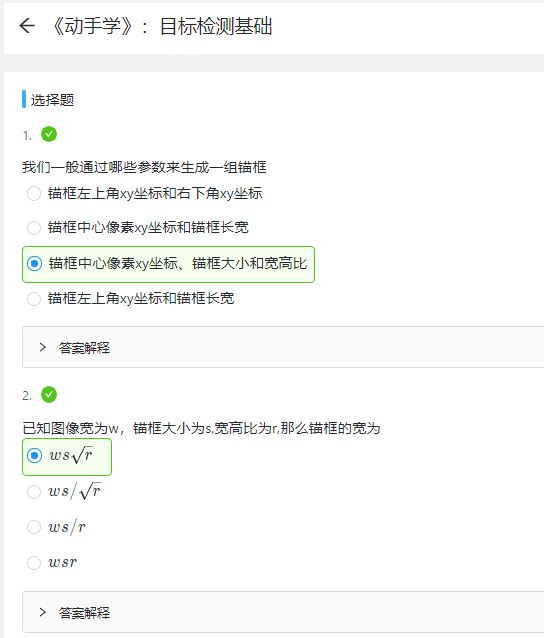 《动手学》：目标检测基础
选择题
1.
我们一般通过哪些参数来生成一组锚框
锚框左上角xy坐标和右下角xy坐标
锚框中心像素xy坐标和锚框长宽
锚框中心像素xy坐标、锚框大小和宽高比
锚框左上角xy坐标和锚框长宽
答案解释
2.
已知图像宽为w，锚框大小为s,宽高比为r,那么锚框的宽为
ws√r
ws/√r
ws/r
wsr
答案解释